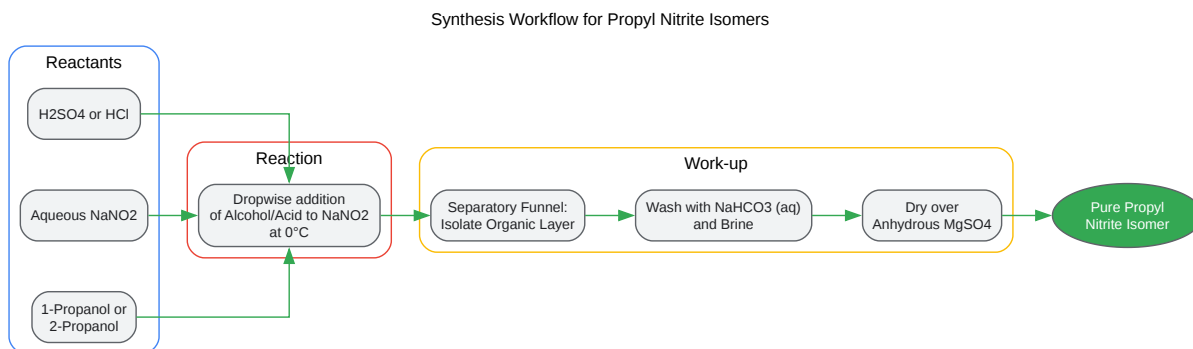 Synthesis Workflow for Propyl Nitrite Isomers
Reactants
H2SO4 or HCl
Aqueous NaNO2
1-Propanol or
2-Propanol
Reaction
Dropwise addition
of Alcohol/Acid to NaNO2
at 0°C
Work-up
Separatory Funnel:
Isolate Organic Layer
Wash with NaHCO3 (aq)
and Brine
Dry over
Anhydrous MgSO4
Pure Propyl
Nitrite Isomer